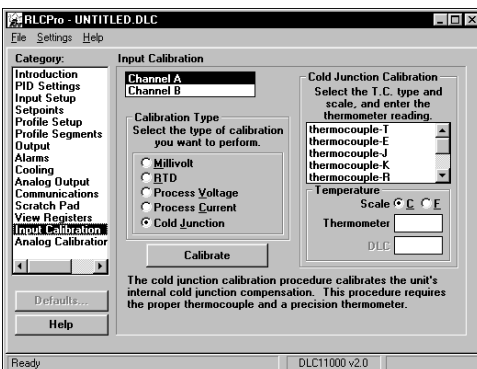 RLCPro - UNTITLED.DLC
File Settings Help
Category:
Introduction
PID Settings
Input Setup
Setpoints
Profile Setup
Profile Segments
Output
Alarms
Cooling
Analog Output
Communications
Scratch Pad
View Registers
Input Calibration
Analog Calibration
Defaults...
Help
Input Calibration
Channel A
Channel B
Calibration Type
Select the type of calibration
you want to perform.
Millivolt
RTD
Process Voltage
Process Current
Cold Junction
Calibrate
Cold Junction Calibration
Select the T.C. type and
scale, and enter the
thermometer reading.
thermocouple-T
thermocouple-E
thermocouple-J
thermocouple-K
thermocouple-R
Temperature
Scale C F
Thermometer
DLC
The cold junction calibration procedure calibrates the unit's
internal cold junction compensation. This procedure requires
the proper thermocouple and a precision thermometer.
Ready
DLC11000 v2.0